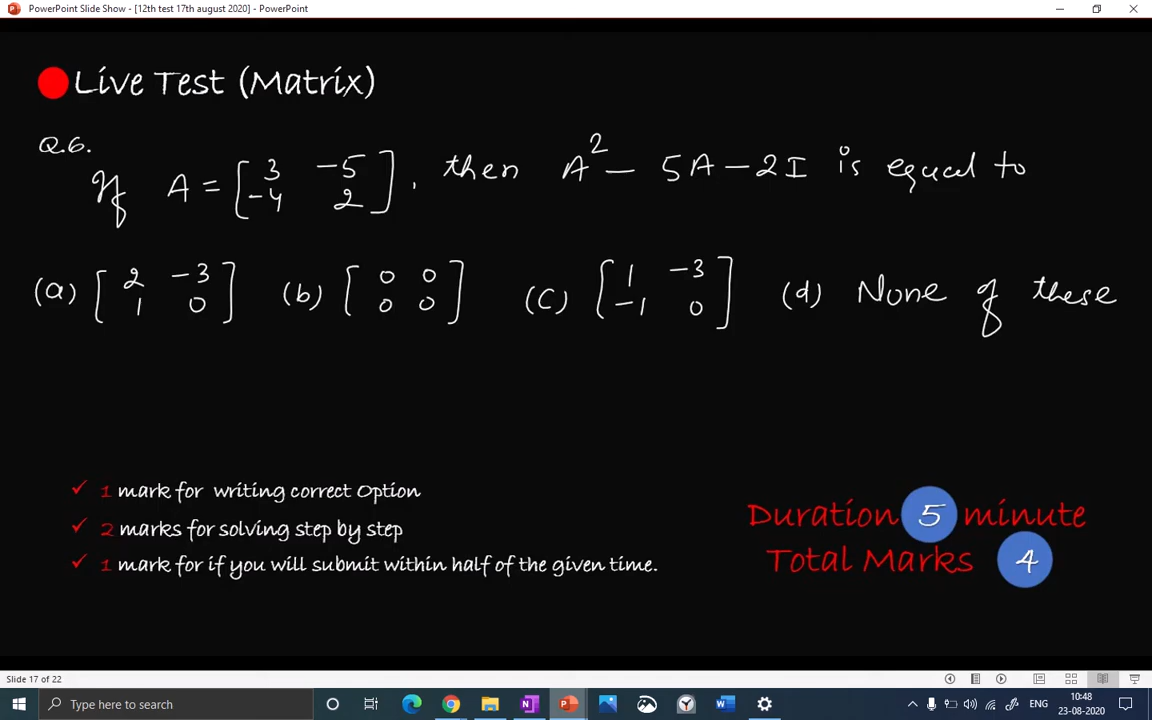 PowerPoint Slide Show - [12th test 17th august 2020] - PowerPoint
Live Test (Matrix)
Q.6.
If A = [ 3 -5 ; -4 2 ], then A² - 5A - 2I is equal to
(a) [ 2 -3 ; 1 0 ] (b) [ 0 0 ; 0 0 ] (c) [ 1 -3 ; -1 0 ] (d) None of these
✓ 1 mark for writing correct Option
✓ 2 marks for solving step by step
✓ 1 mark for if you will submit within half of the given time.
Duration 5 minute
Total Marks 4
Slide 17 of 22
Type here to search
ENG
10:48
23-08-2020